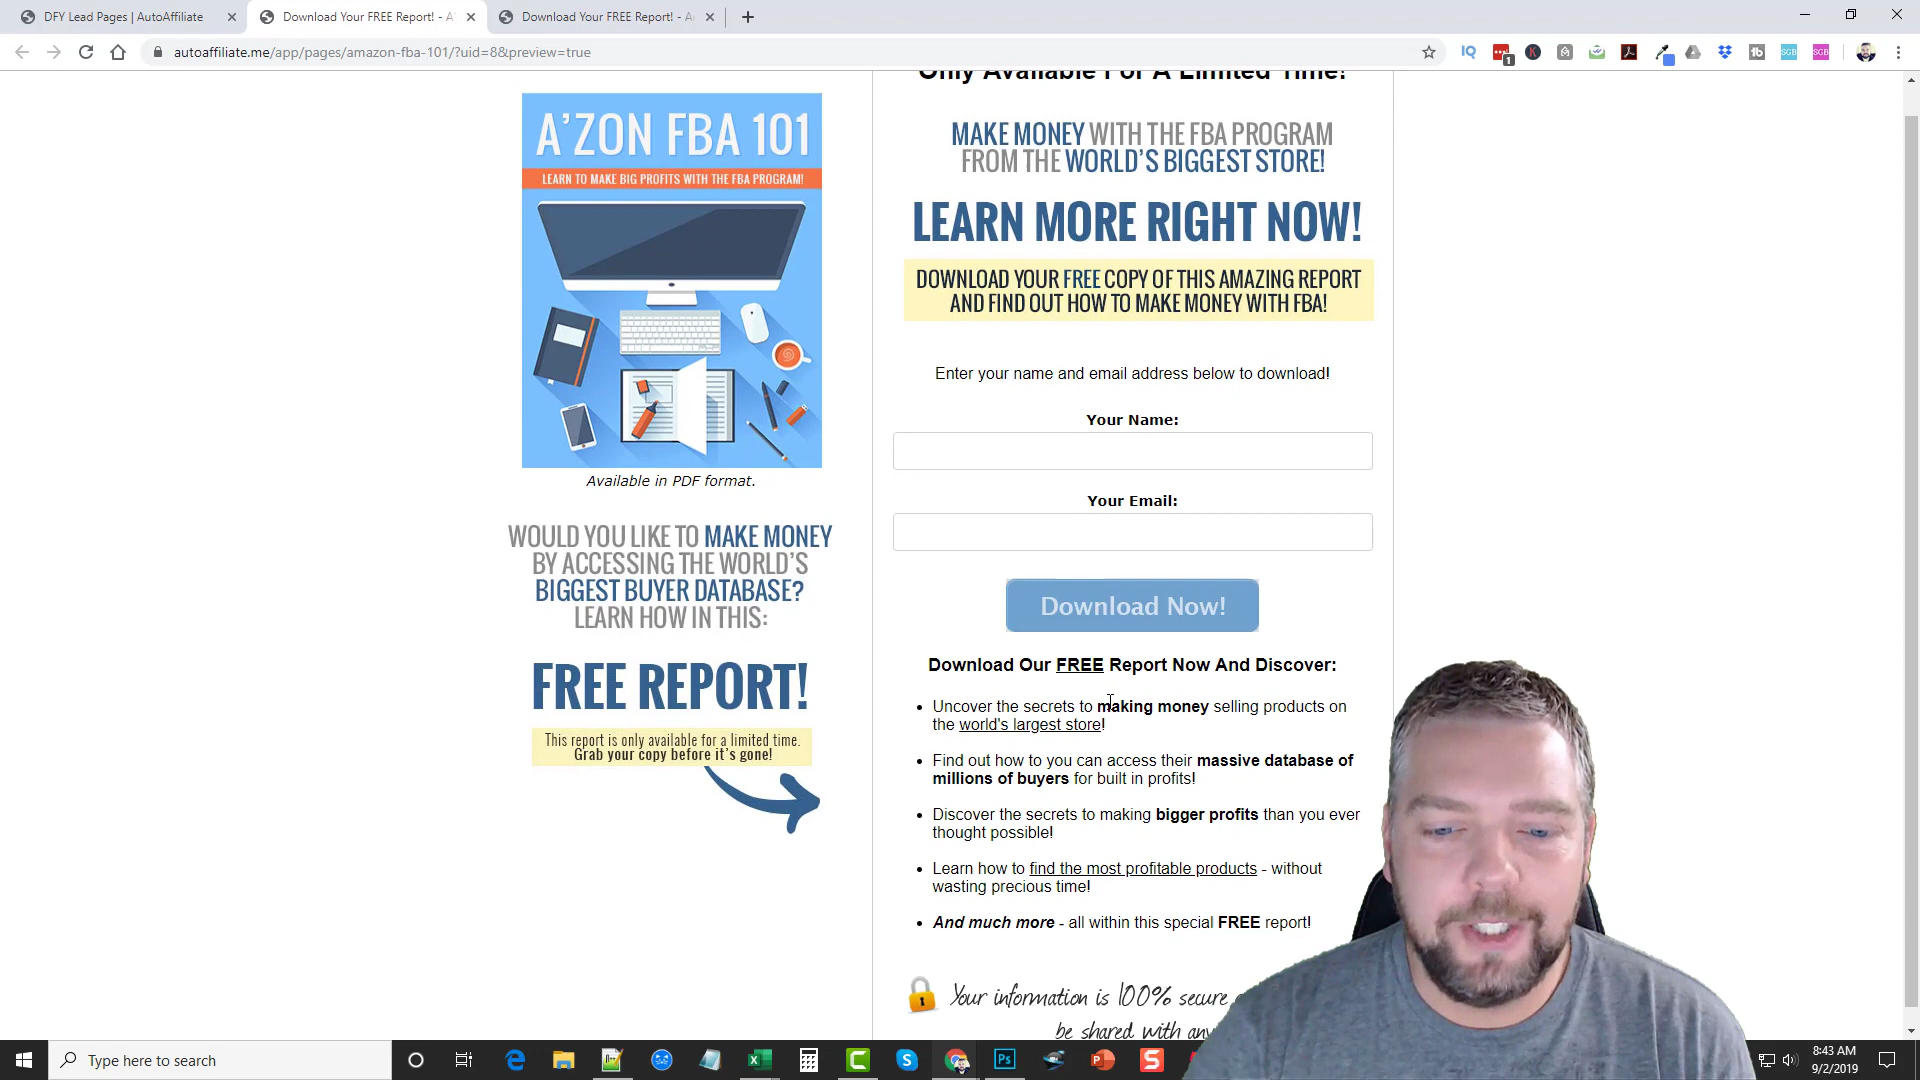 DFY Lead Pages | AutoAffiliate
Download Your FREE Report! - A
Download Your FREE Report! - A
autoaffiliate.me/app/pages/amazon-fba-101/?uid=8&preview=true
Only Available For A Limited Time!
A'ZON FBA 101
LEARN TO MAKE BIG PROFITS WITH THE FBA PROGRAM!
Available in PDF format.
WOULD YOU LIKE TO MAKE MONEY
BY ACCESSING THE WORLD'S
BIGGEST BUYER DATABASE?
LEARN HOW IN THIS:
FREE REPORT!
This report is only available for a limited time.
Grab your copy before it's gone!
MAKE MONEY WITH THE FBA PROGRAM
FROM THE WORLD'S BIGGEST STORE!
LEARN MORE RIGHT NOW!
DOWNLOAD YOUR FREE COPY OF THIS AMAZING REPORT
AND FIND OUT HOW TO MAKE MONEY WITH FBA!
Enter your name and email address below to download!
Your Name:
Your Email:
Download Now!
Download Our FREE Report Now And Discover:
• Uncover the secrets to making money selling products on
the world's largest store!
• Find out how to you can access their massive database of
millions of buyers for built in profits!
• Discover the secrets to making bigger profits than you ever
thought possible!
• Learn how to find the most profitable products - without
wasting precious time!
• And much more - all within this special FREE report!
Your information is 100% secure
be shared with any
Type here to search
8:43 AM
9/2/2019